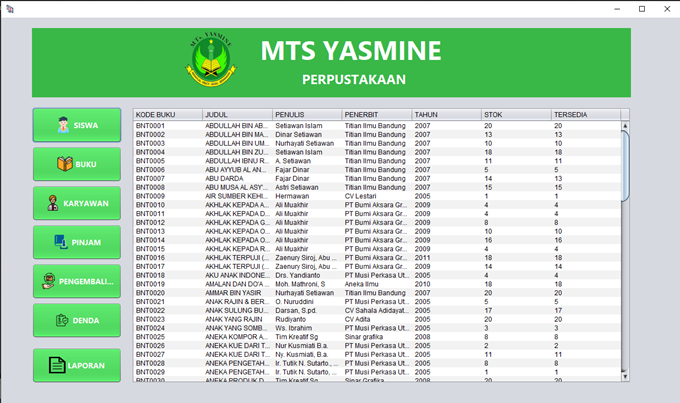 MTs YASMINE
MTS YASMINE
PERPUSTAKAAN
SISWA
BUKU
KARYAWAN
PINJAM
PENGEMBALI...
DENDA
LAPORAN
KODE BUKU JUDUL PENULIS PENERBIT TAHUN STOK TERSEDIA
BNT0001 ABDULLAH BIN AB... Setiawan Islam Titian Ilmu Bandung 2007 20 20
BNT0002 ABDULLAH BIN MA... Dinar Setiawan Titian Ilmu Bandung 2007 13 13
BNT0003 ABDULLAH BIN UM... Nurhayati Setiawan Titian Ilmu Bandung 2007 10 10
BNT0004 ABDULLAH BIN ZU... Setiawan Islam Titian Ilmu Bandung 2007 18 18
BNT0005 ABDULLAH IBNU R... A. Setiawan Titian Ilmu Bandung 2007 11 11
BNT0006 ABU AYYUB AL AN... Fajar Dinar Titian Ilmu Bandung 2007 5 5
BNT0007 ABU DARDA Fajar Dinar Titian Ilmu Bandung 2007 14 13
BNT0008 ABU MUSA AL ASY'... Astri Setiawan Titian Ilmu Bandung 2007 15 15
BNT0009 AIR SUMBER KEHI... Hermawan CV Lestari 2005 1 1
BNT0010 AKHLAK KEPADA A... Ali Muakhir PT Bumi Aksara Gr... 2009 4 4
BNT0011 AKHLAK KEPADA D... Ali Muakhir PT Bumi Aksara Gr... 2009 4 4
BNT0012 AKHLAK KEPADA G... Ali Muakhir PT Bumi Aksara Gr... 2009 8 8
BNT0013 AKHLAK KEPADA O... Ali Muakhir PT Bumi Aksara Gr... 2009 10 10
BNT0014 AKHLAK KEPADA O... Ali Muakhir PT Bumi Aksara Gr... 2009 16 16
BNT0015 AKHLAK KEPADA R... Ali Muakhir PT Bumi Aksara Gr... 2009 4 4
BNT0016 AKHLAK TERPUJI (... Zaenury Siroj, Abu ... PT Bumi Aksara Gr... 2011 18 18
BNT0017 AKHLAK TERPUJI (... Zaenury Siroj, Abu ... PT Bumi Aksara Gr... 2009 14 14
BNT0018 AKU ANAK INDONE... Drs. Yandianto PT Musi Perkasa Ut... 2005 4 4
BNT0019 AMALAN DAN DO'A ... Moh. Mathroni, S Aneka Ilmu 2010 18 18
BNT0020 AMMAR BIN YASIR Nurhayati Setiawan Titian Ilmu Bandung 2007 20 20
BNT0021 ANAK RAJIN & BER... O. Nuruddini PT Musi Perkasa Ut... 2005 5 5
BNT0022 ANAK SULUNG BU... Darsan, S.pd. CV Sahala Adidayat... 2005 17 17
BNT0023 ANAK YANG RAJIN Rudiyanto CV Adita 2005 20 20
BNT0024 ANAK YANG SOMB... Ws. Ibrahim PT Musi Perkasa Ut... 2005 3 3
BNT0025 ANEKA KOMPOR A... Tim Kreatif Sg Sinar grafika 2008 8 8
BNT0026 ANEKA KUE DARI T... Nur Kusmiati B.a. PT Musi Perkasa Ut... 2005 2 2
BNT0027 ANEKA KUE DARI T... Ny. Kusmiati, B.a. PT Musi Perkasa Ut... 2005 11 11
BNT0028 ANEKA PENGETAH... Ir. Tutik N. Sutarto, ... PT Musi Perkasa Ut... 2005 8 8
BNT0029 ANEKA PENGETAH... Ir. Tutik N. Sutarto, ... PT Musi Perkasa Ut... 2005 1 1
BNT0030 ANEKA PRODUK D... Tim Kreatif Sg Sinar Grafika 2008 20 20